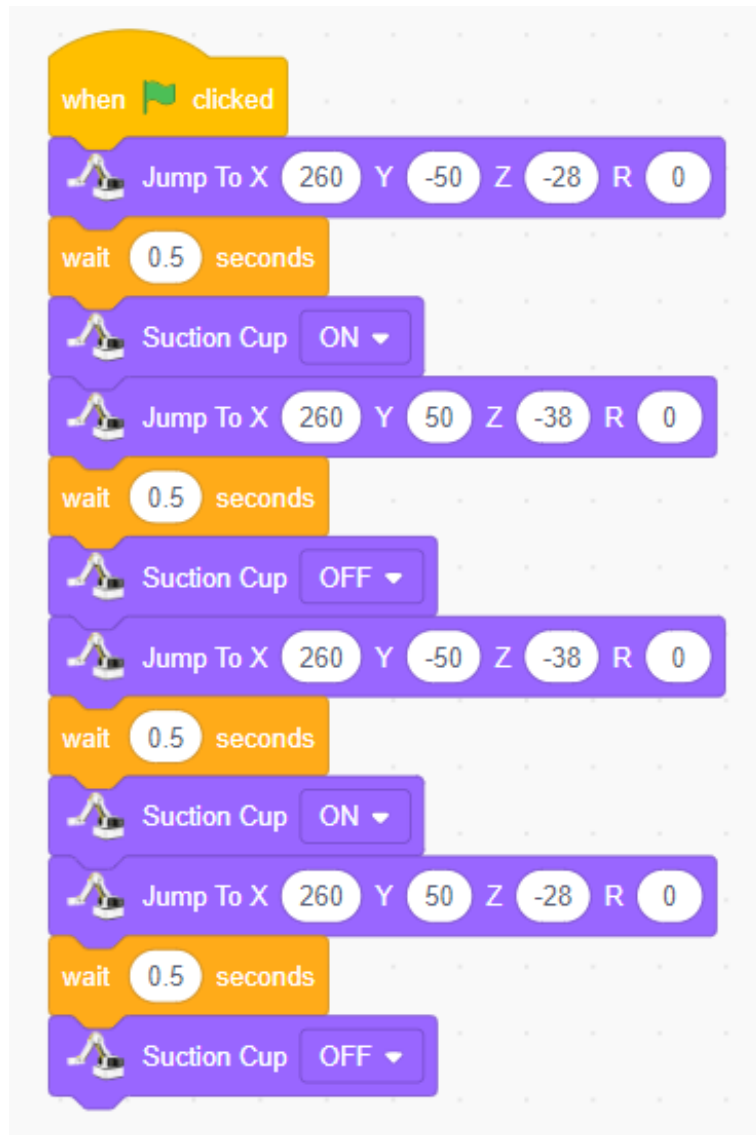 when clicked
Jump To X 260 Y -50 Z -28 R 0
wait 0.5 seconds
Suction Cup ON
Jump To X 260 Y 50 Z -38 R 0
wait 0.5 seconds
Suction Cup OFF
Jump To X 260 Y -50 Z -38 R 0
wait 0.5 seconds
Suction Cup ON
Jump To X 260 Y 50 Z -28 R 0
wait 0.5 seconds
Suction Cup OFF